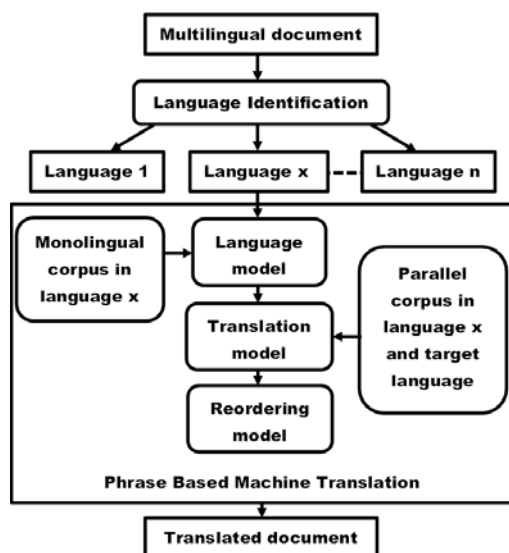 Multilingual document
Language Identification
Language 1
Language x
Language n
Monolingual
corpus in
language x
Language
model
Parallel
corpus in
language x
and target
language
Translation
model
Reordering
model
Phrase Based Machine Translation
Translated document